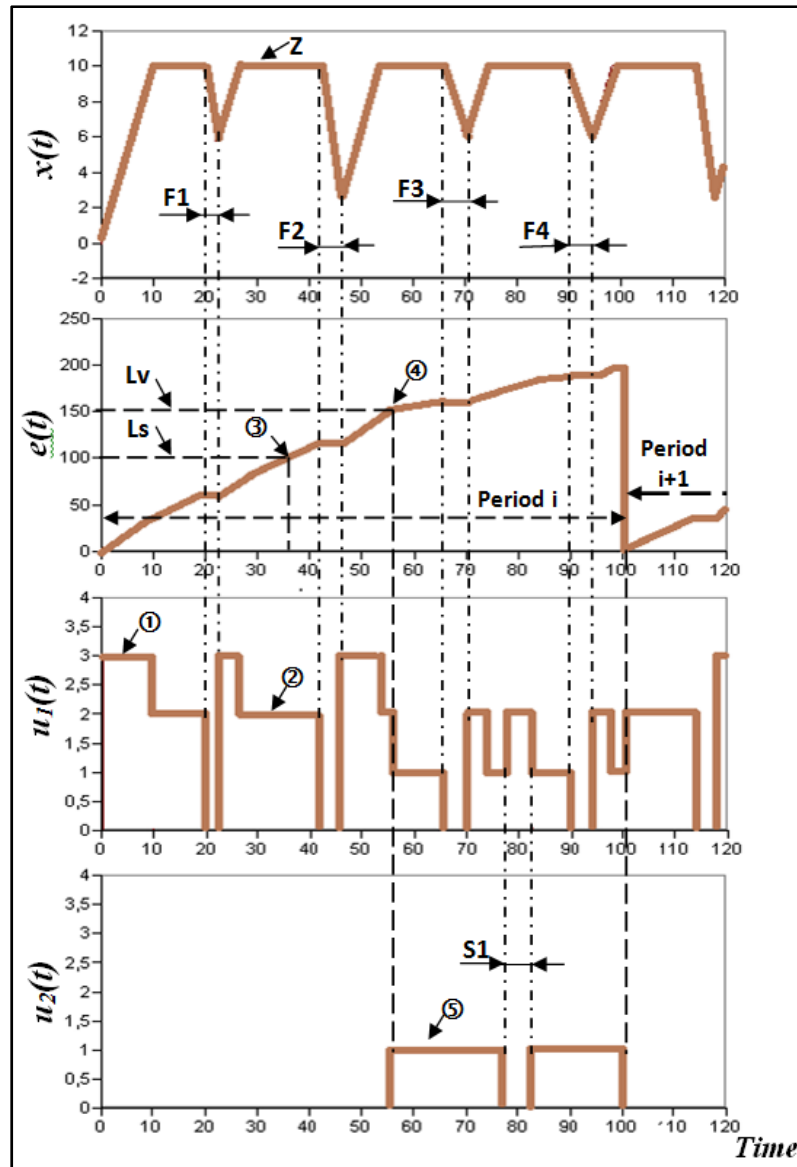 12
10
8
6
4
2
0
-2
x(t)
Z
F1
F2
F3
F4
0 10 20 30 40 50 60 70 80 90 100 110 120
250
200
150
100
50
0
e(t)
Lv
Ls
③
④
Period i
Period
i+1
0 10 20 30 40 50 60 70 80 90 100 110 120
4
3,5
3
2,5
2
1,5
1
0,5
0
u1(t)
①
②
0 10 20 30 40 50 60 70 80 90 100 110 120
4
3,5
3
2,5
2
1,5
1
0,5
0
u2(t)
S1
⑤
0 10 20 30 40 50 60 70 80 90 100 110 120
Time